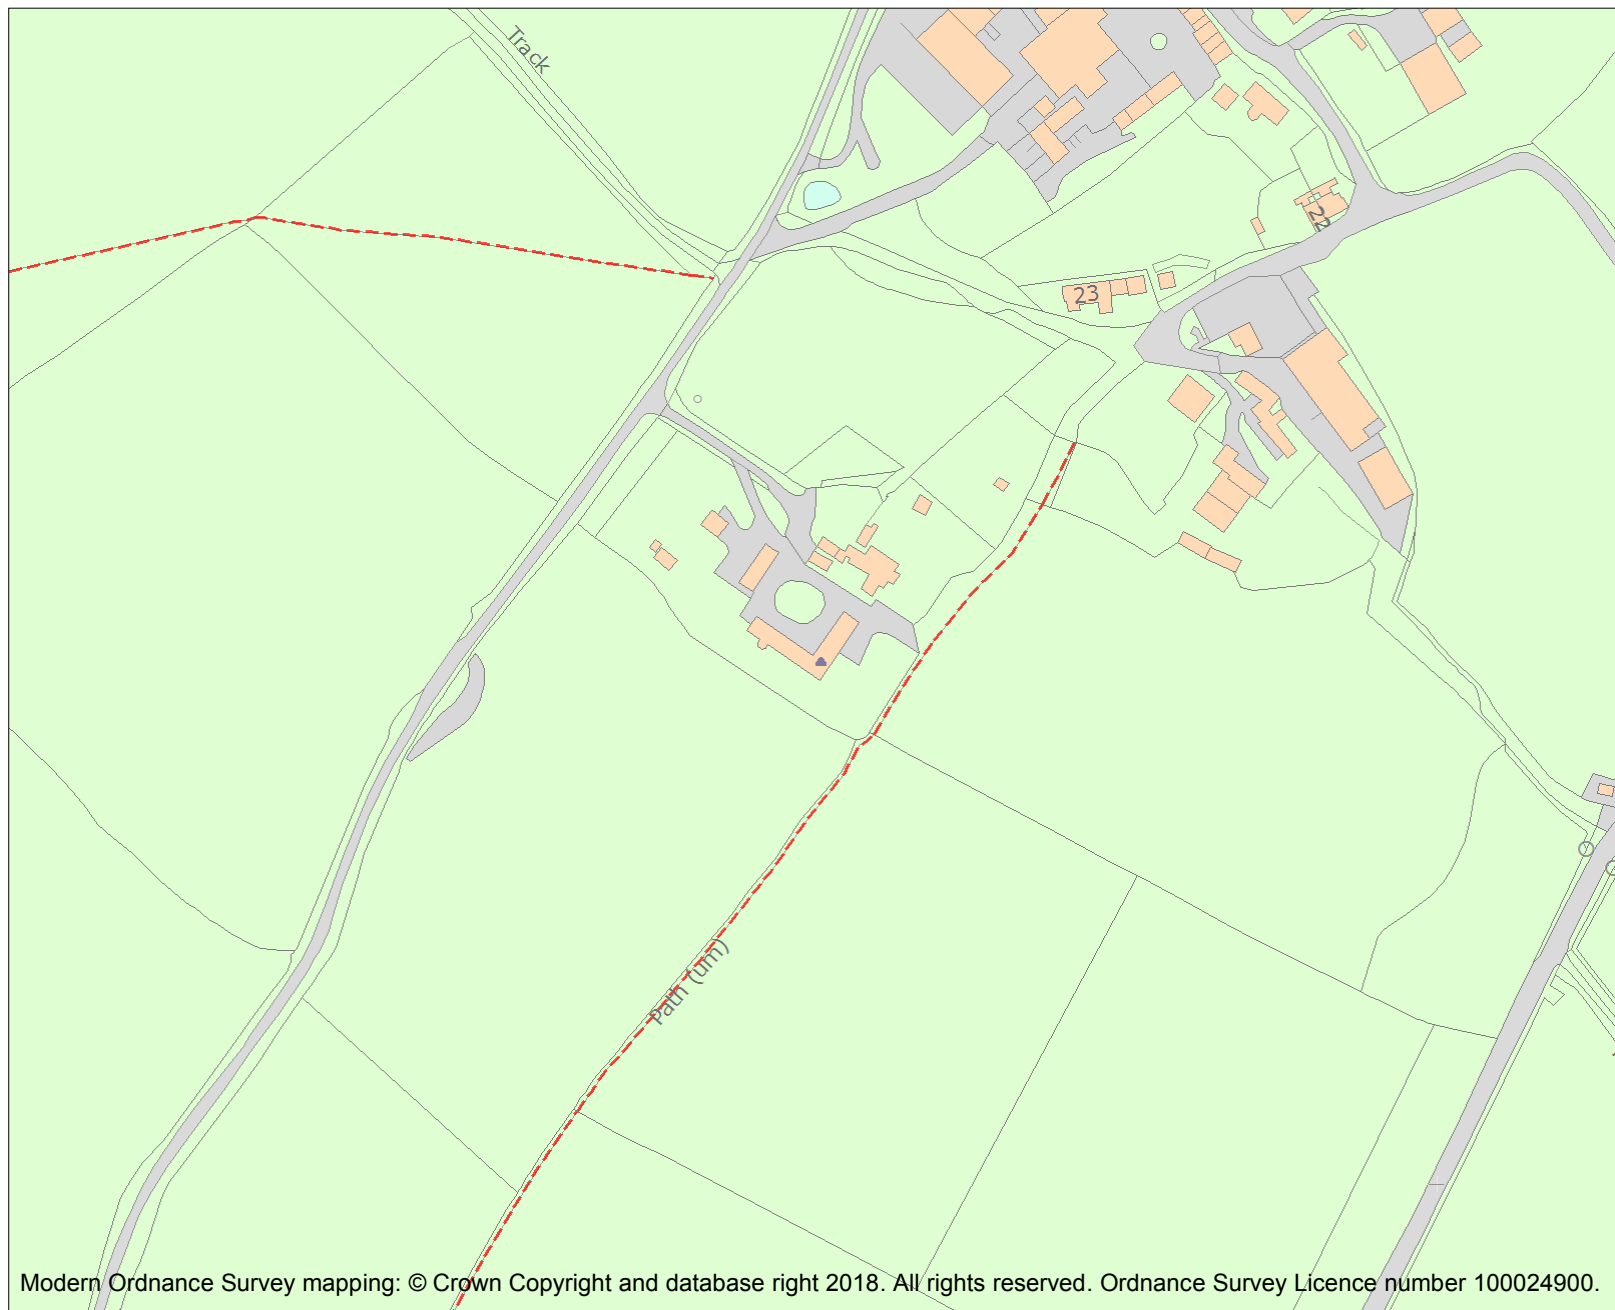 Track
22
23
Path (um)
Modern Ordnance Survey mapping: © Crown Copyright and database right 2018. All rights reserved. Ordnance Survey Licence number 100024900.